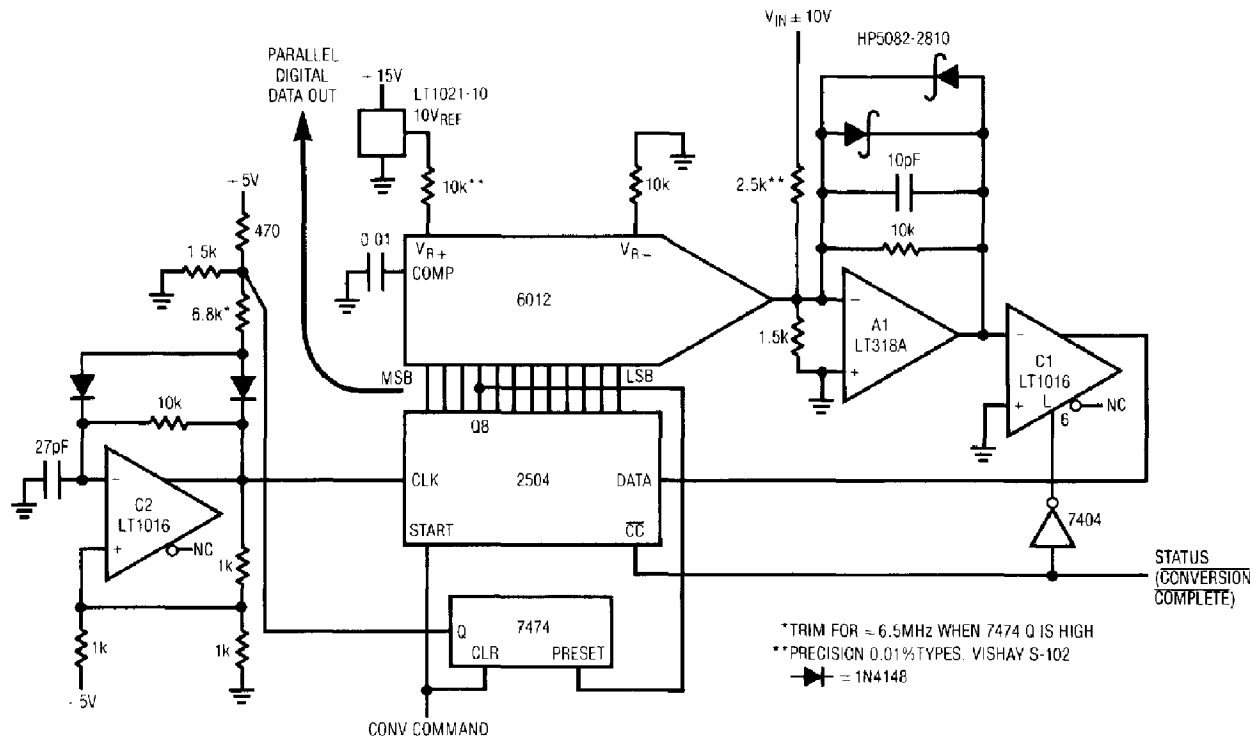 PARALLEL
DIGITAL
DATA OUT
– 15V
LT1021-10
10VREF
10k**
10k
VIN ± 10V
HP5082-2810
2.5k**
10pF
10k
– 5V
470
1.5k
6.8k*
0.01
VR+
COMP
VR–
6012
1.5k
–
A1
LT318A
+
–
C1
LT1016
L
+
6
NC
MSB
LSB
10k
27pF
–
C2
LT1016
+
NC
1k
1k
1k
– 5V
Q8
CLK
2504
DATA
START
CC
7404
STATUS
(CONVERSION
COMPLETE)
Q
7474
CLR
PRESET
CONV COMMAND
*TRIM FOR ≈ 6.5MHz WHEN 7474 Q IS HIGH
**PRECISION 0.01% TYPES. VISHAY S-102
= 1N4148